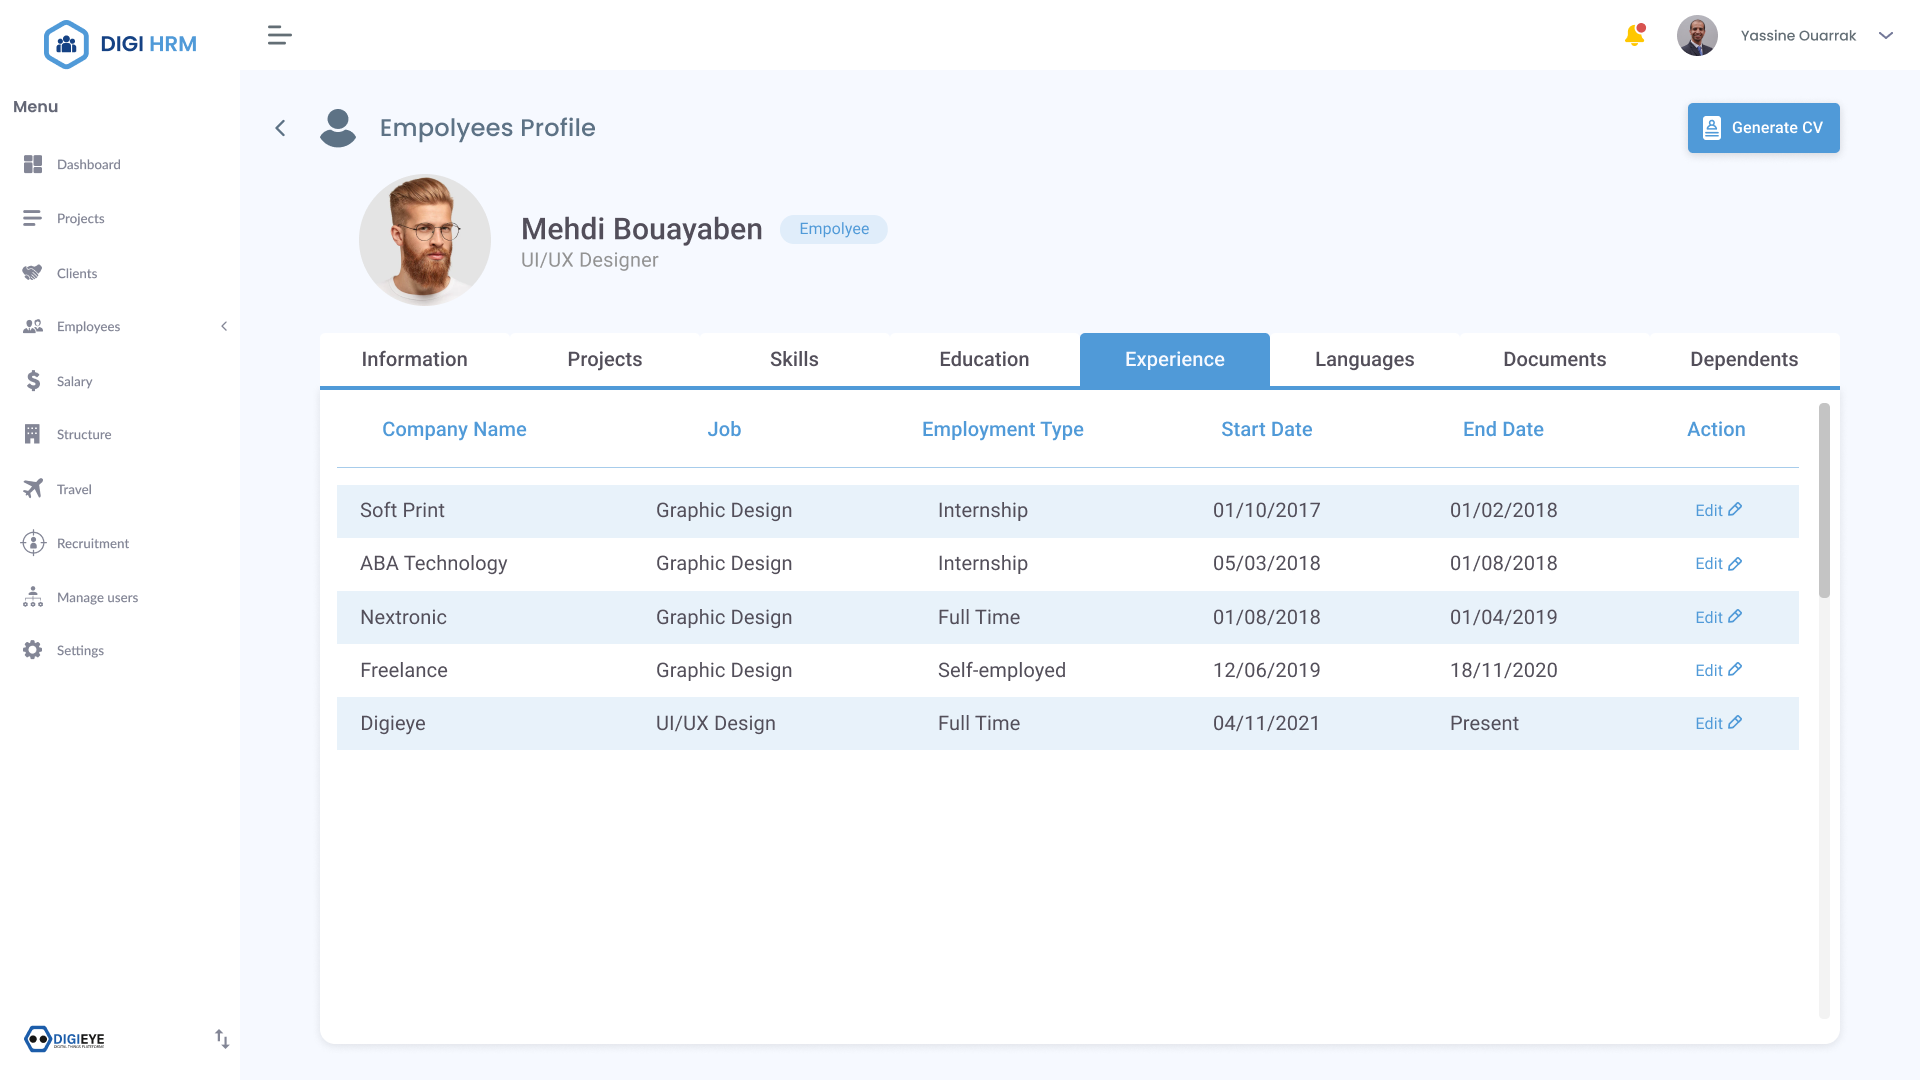 DIGI HRM
Yassine Ouarrak
Menu
Dashboard
Projects
Clients
Employees
Salary
Structure
Travel
Recruitment
Manage users
Settings
DIGIEYE
Empolyees Profile
Generate CV
Mehdi Bouayaben Empolyee
UI/UX Designer
Information Projects Skills Education Experience Languages Documents Dependents
Company Name Job Employment Type Start Date End Date Action
Soft Print Graphic Design Internship 01/10/2017 01/02/2018 Edit
ABA Technology Graphic Design Internship 05/03/2018 01/08/2018 Edit
Nextronic Graphic Design Full Time 01/08/2018 01/04/2019 Edit
Freelance Graphic Design Self-employed 12/06/2019 18/11/2020 Edit
Digieye UI/UX Design Full Time 04/11/2021 Present Edit